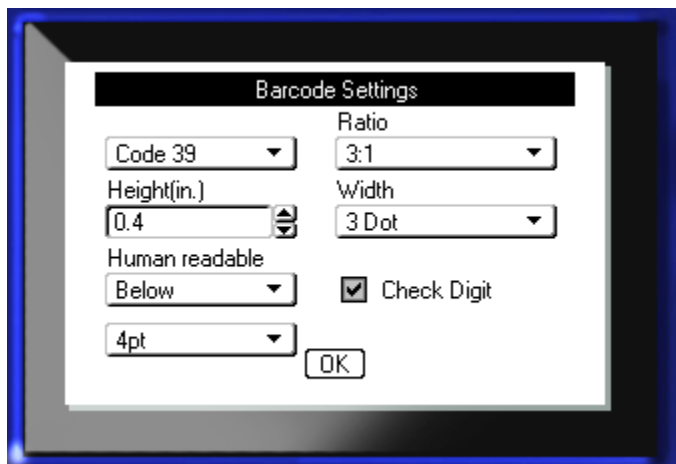 Barcode Settings
Ratio
Code 39
3:1
Height(in.)
Width
0.4
3 Dot
Human readable
Below
Check Digit
4pt
OK